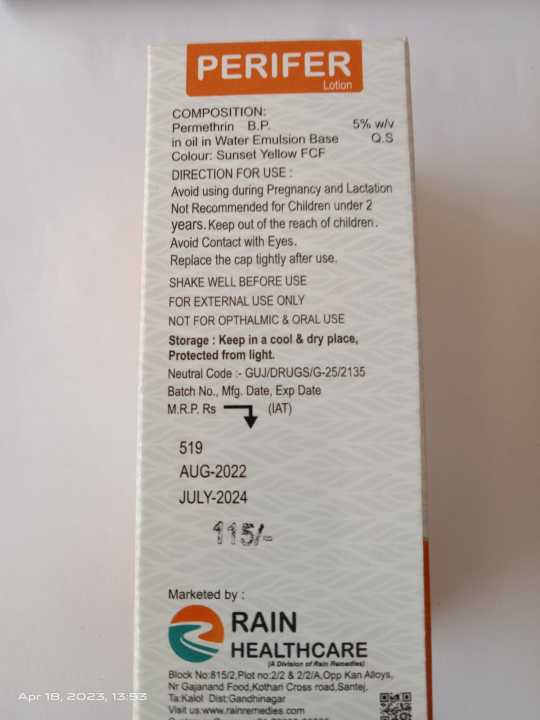 PERIFER
Lotion
COMPOSITION:
Permethrin B.P. 5% w/v
in oil in Water Emulsion Base Q.S
Colour: Sunset Yellow FCF
DIRECTION FOR USE :
Avoid using during Pregnancy and Lactation
Not Recommended for Children under 2
years. Keep out of the reach of children.
Avoid Contact with Eyes.
Replace the cap tightly after use.
SHAKE WELL BEFORE USE
FOR EXTERNAL USE ONLY
NOT FOR OPTHALMIC & ORAL USE
Storage : Keep in a cool & dry place,
Protected from light.
Neutral Code :- GUJ/DRUGS/G-25/2135
Batch No., Mfg. Date, Exp Date
M.R.P. Rs (IAT)
519
AUG-2022
JULY-2024
115/-
Marketed by :
RAIN
HEALTHCARE
(A Division of Rain Remedies)
Block No:815/2,Plot no:2/2 & 2/2/A,Opp Kan Alloys,
Nr Gajanand Food,Kothari Cross road,Santej,
Ta:Kalol Dist:Gandhinagar
Visit us:www.rainremedies.com
Apr 18, 2023, 13:53